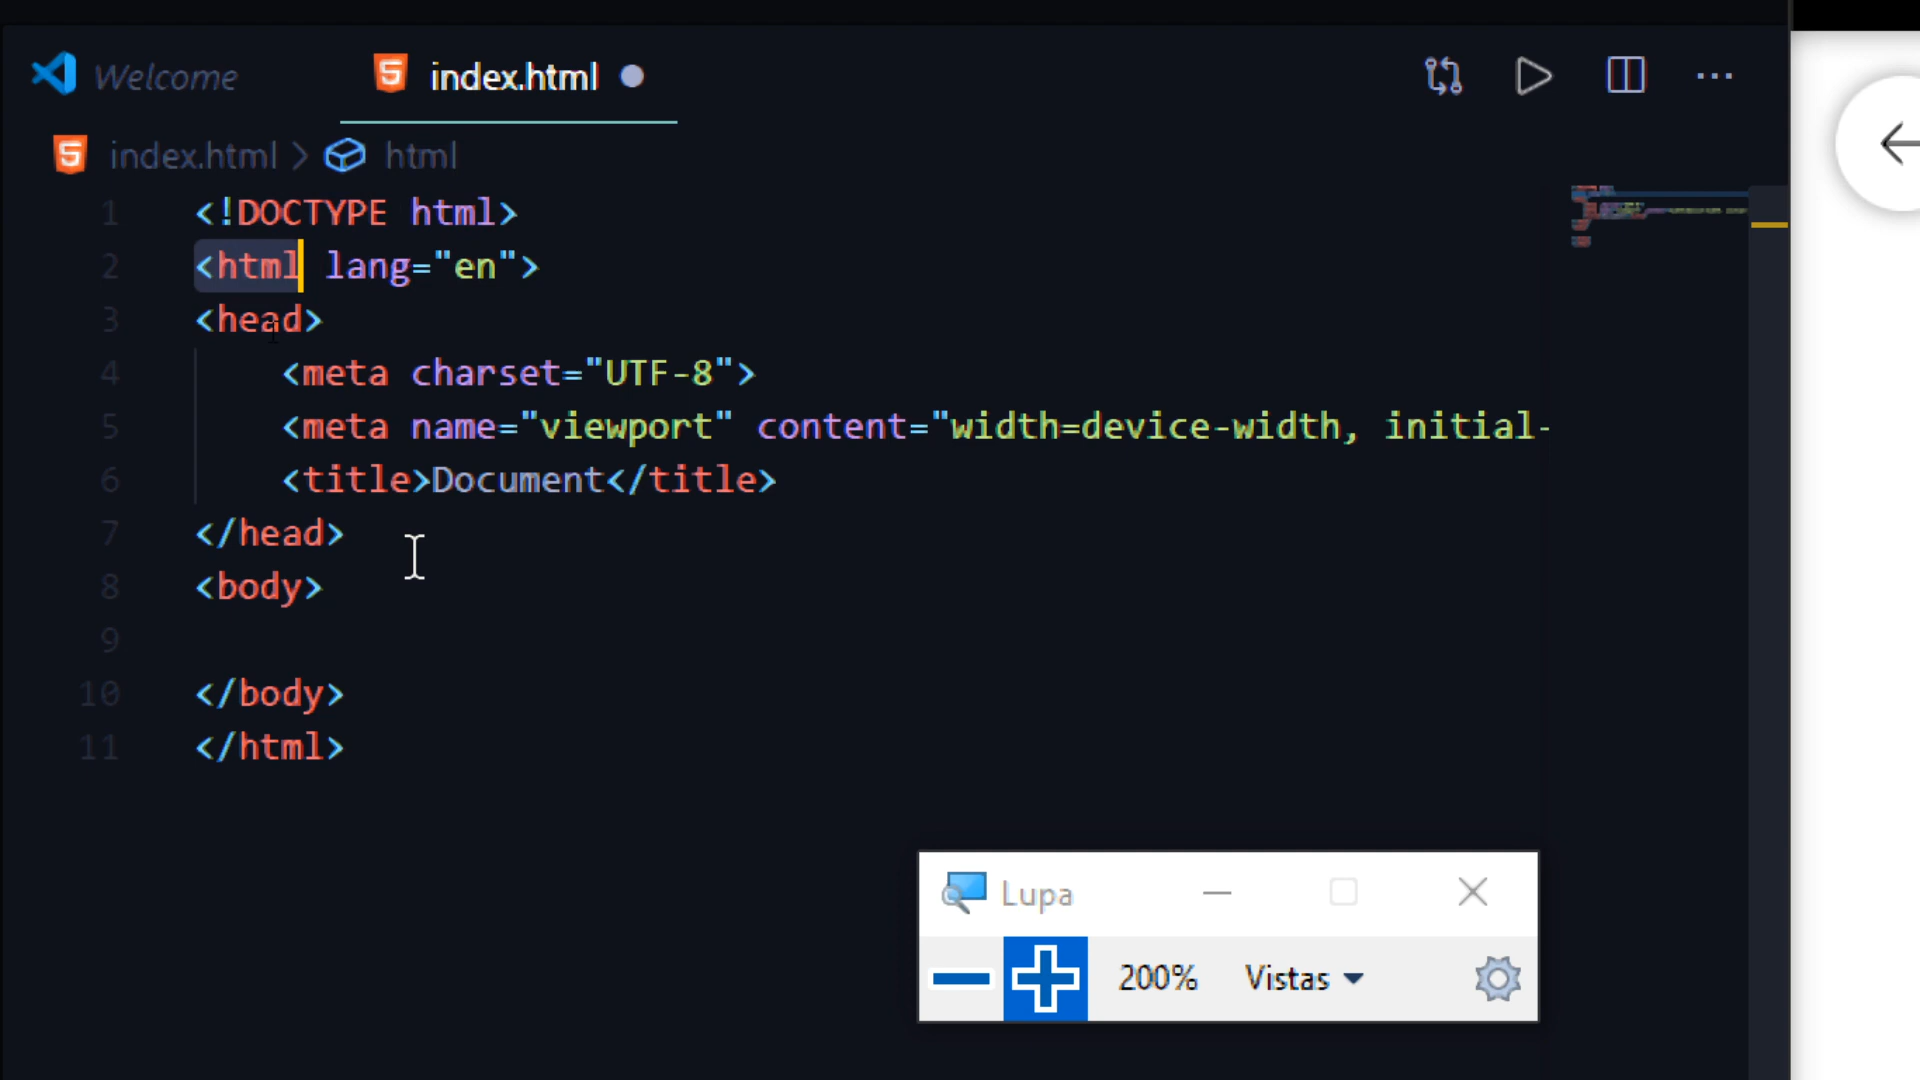 Welcome
index.html
index.html > html
1 <!DOCTYPE html>
2 <html lang="en">
3 <head>
4 <meta charset="UTF-8">
5 <meta name="viewport" content="width=device-width, initial-
6 <title>Document</title>
7 </head>
8 <body>
9
10 </body>
11 </html>
Lupa
200% Vistas